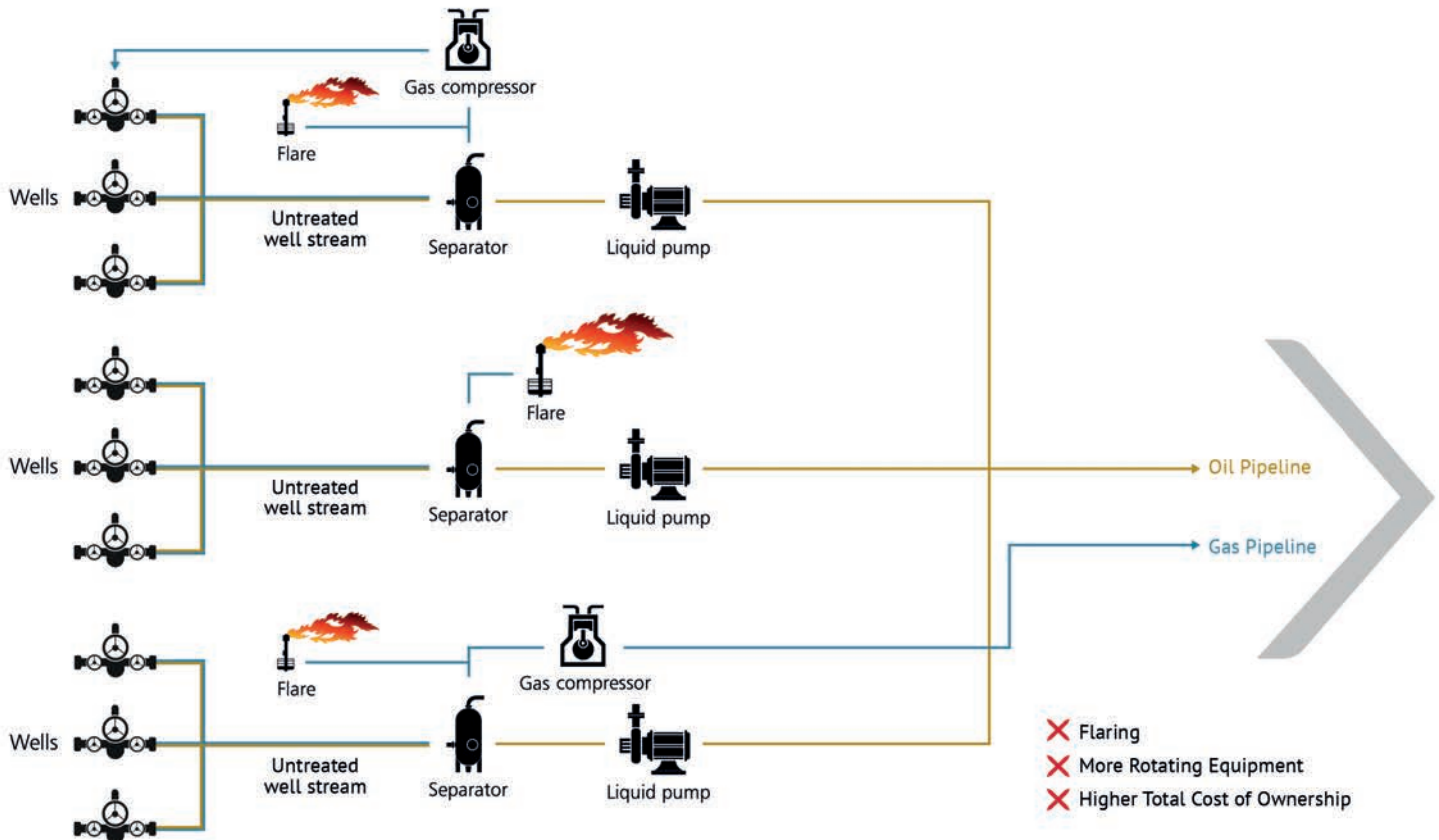 Gas compressor
Flare
Wells
Untreated
well stream
Separator
Liquid pump
Flare
Wells
Untreated
well stream
Separator
Liquid pump
Oil Pipeline
Gas Pipeline
Flare
Gas compressor
Wells
Untreated
well stream
Separator
Liquid pump
Flaring
More Rotating Equipment
Higher Total Cost of Ownership